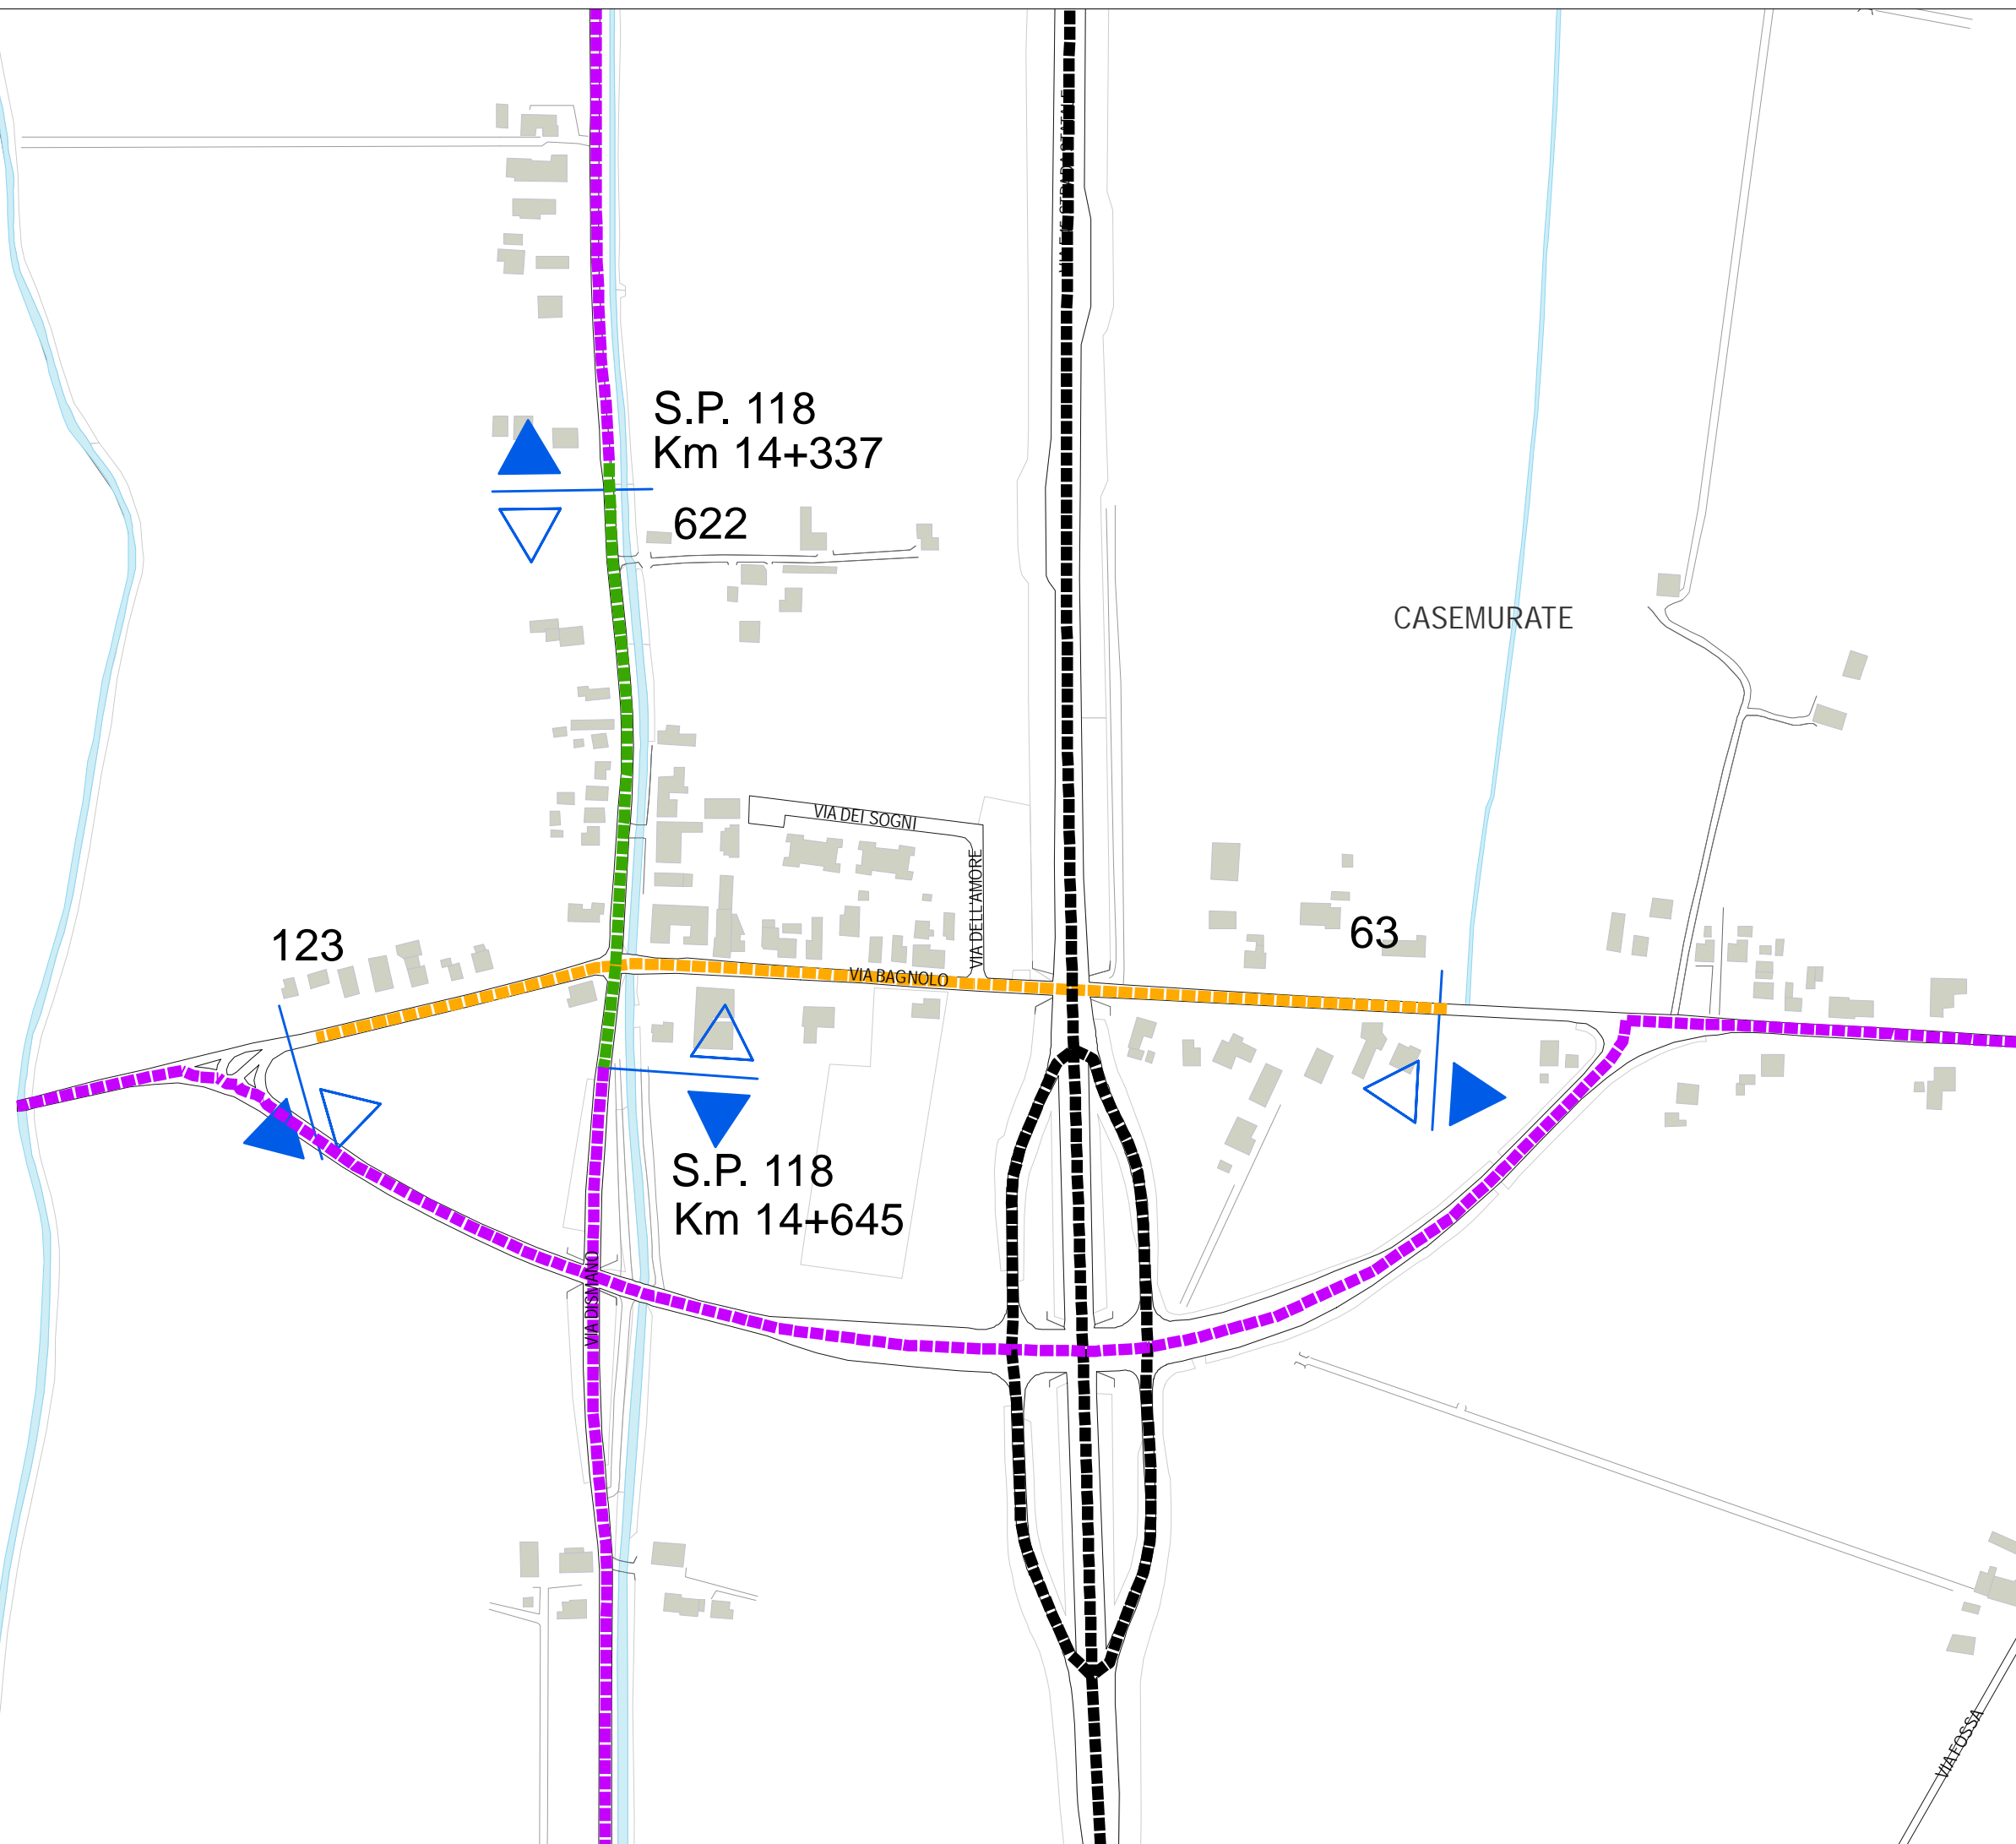 S.P. 118
Km 14+337
622
CASEMURATE
VIA DEI SOGNI
VIA DELL'AMORE
123
63
VIA BAGNOLO
S.P. 118
Km 14+645
VIA DISMANO
VIA FOSSA